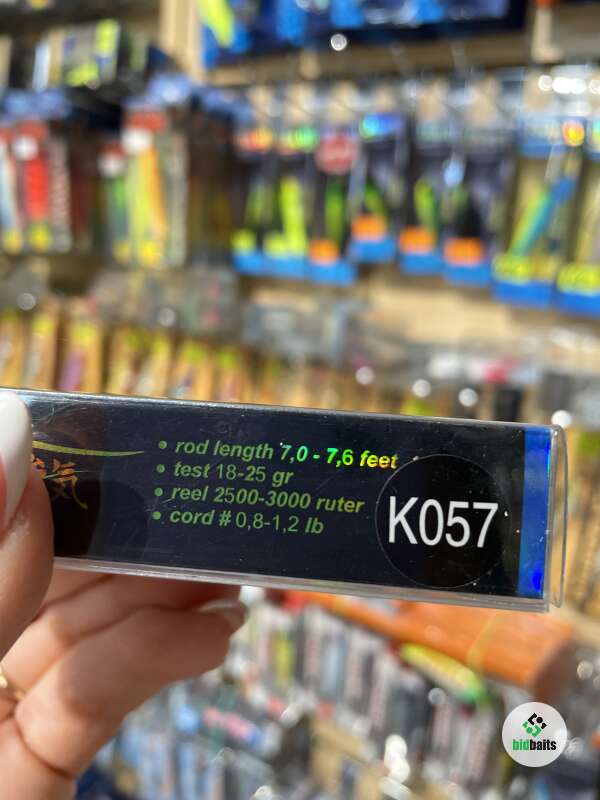 • rod length 7,0 - 7,6 feet
• test 18-25 gr
• reel 2500-3000 ruter
• cord # 0,8-1,2 lb
K057
気
bidbaits